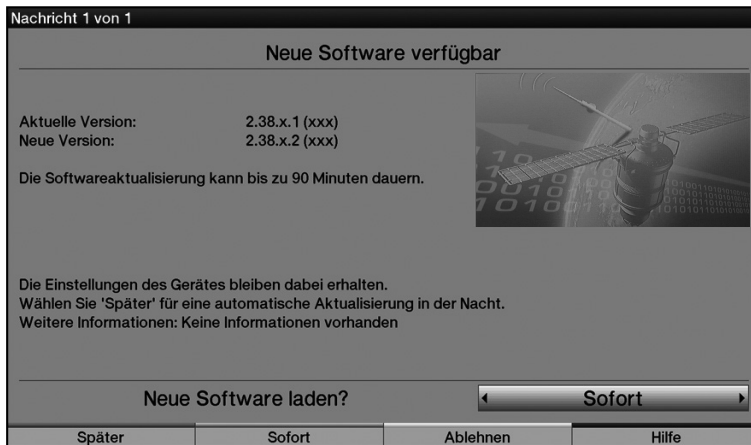 Nachricht 1 von 1
Neue Software verfügbar
Aktuelle Version: 2.38.x.1 (xxx)
Neue Version: 2.38.x.2 (xxx)
Die Softwareaktualisierung kann bis zu 90 Minuten dauern.
Die Einstellungen des Gerätes bleiben dabei erhalten.
Wählen Sie 'Später' für eine automatische Aktualisierung in der Nacht.
Weitere Informationen: Keine Informationen vorhanden
Neue Software laden? Sofort
Später Sofort Ablehnen Hilfe